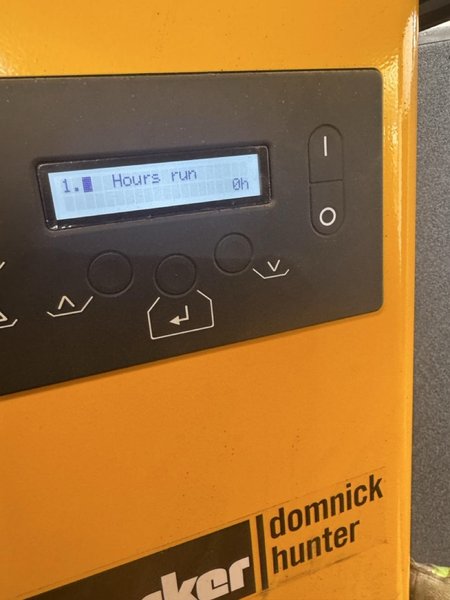 1. Hours run
0h
I
O
domnick
hunter